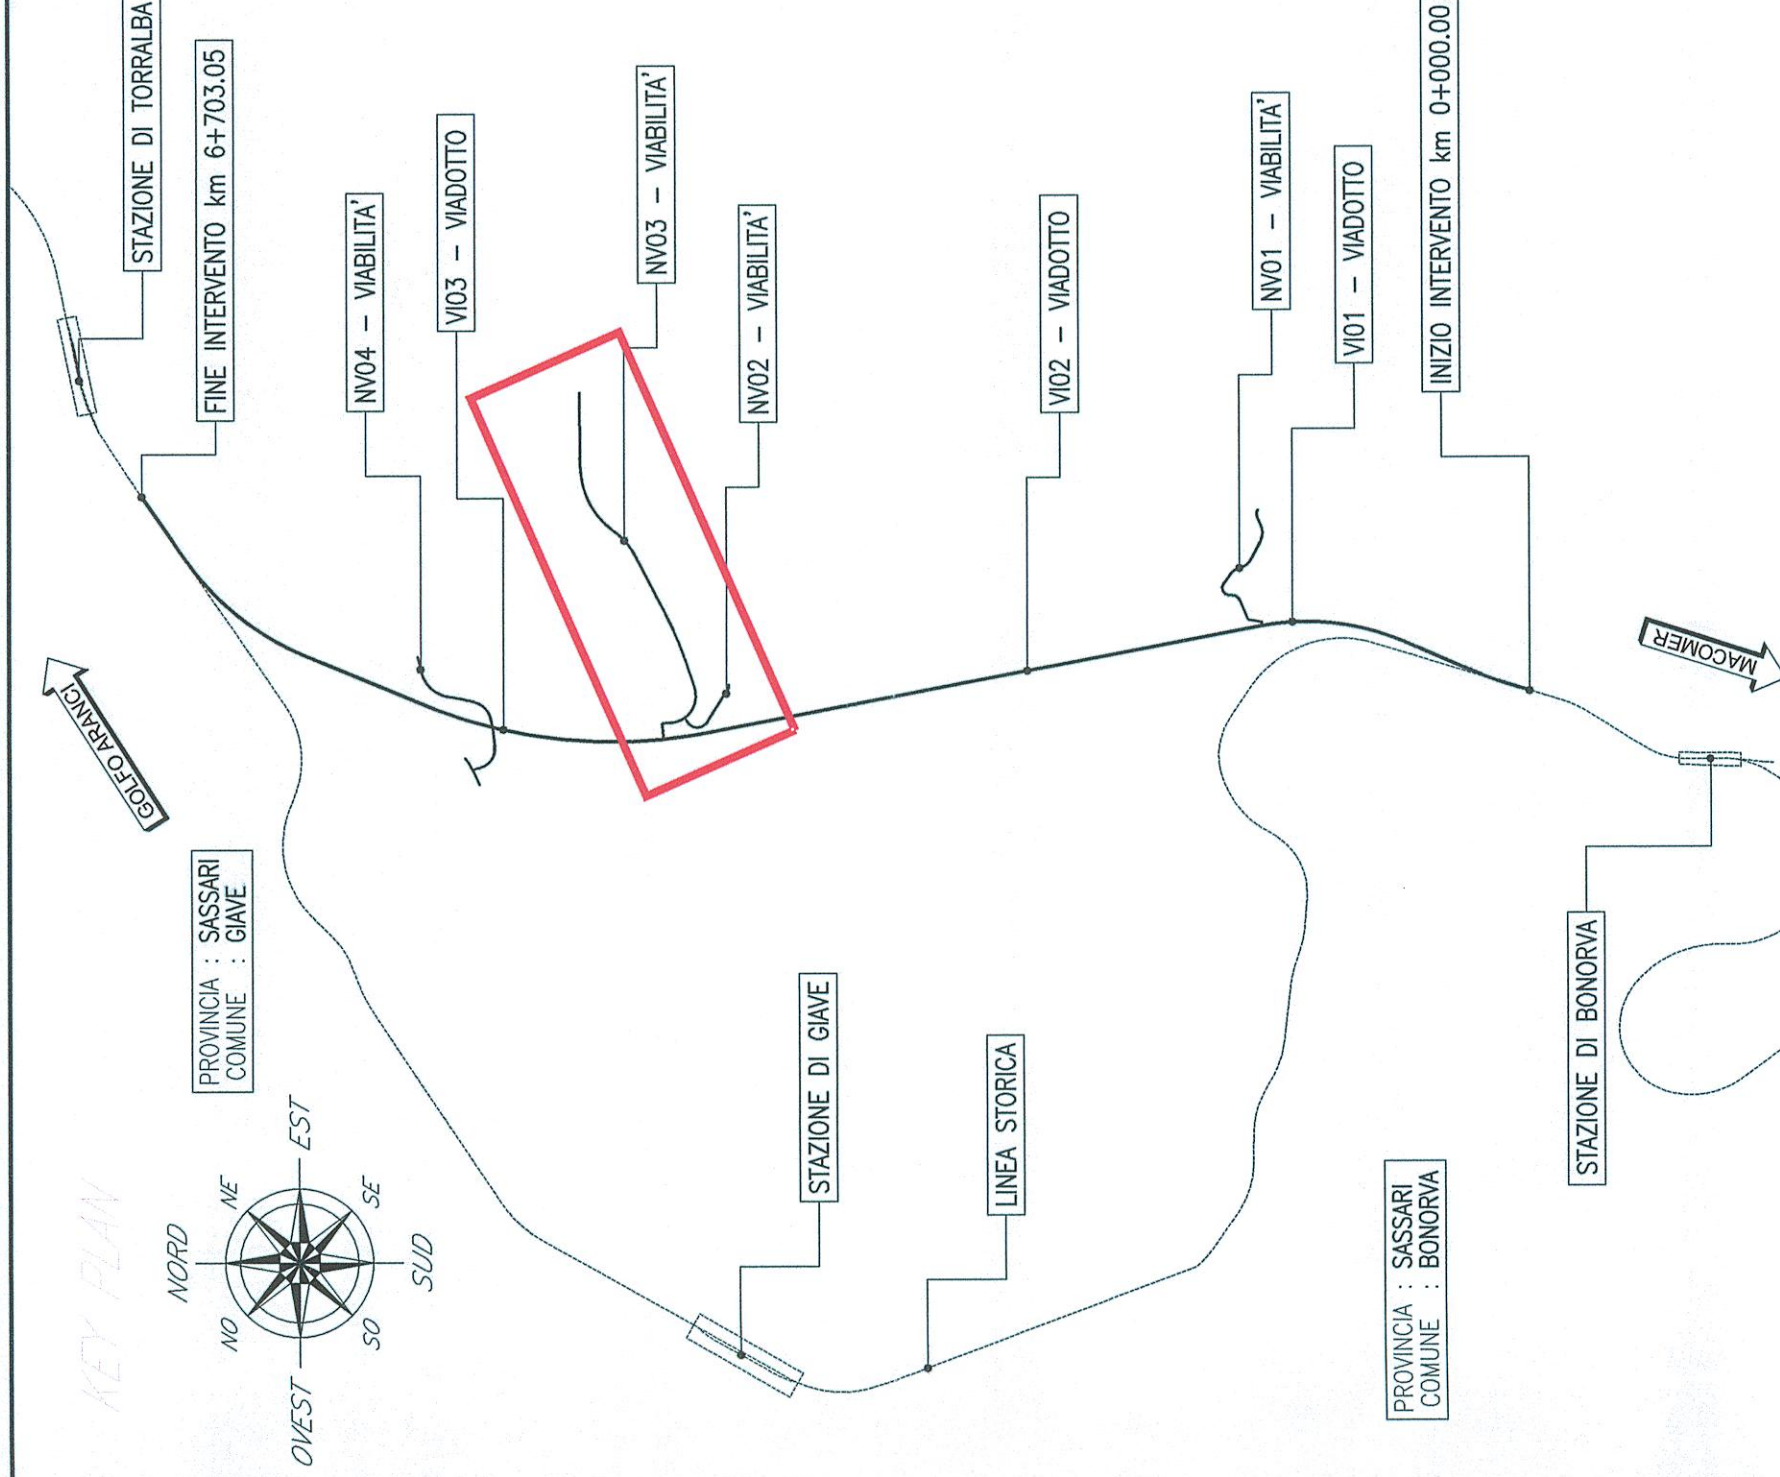 KEY PLAN
STAZIONE DI TORRALBA
FINE INTERVENTO km 6+703.05
NV04 - VIABILITA'
VI03 - VIADOTTO
NV03 - VIABILITA'
NV02 - VIABILITA'
VI02 - VIADOTTO
NV01 - VIABILITA'
VI01 - VIADOTTO
INIZIO INTERVENTO km 0+000.00
GOLFO ARANCI
MACOMER
PROVINCIA : SASSARI
COMUNE : GIAVE
NORD
NE
EST
SE
SUD
SO
OVEST
NO
STAZIONE DI GIAVE
LINEA STORICA
STAZIONE DI BONORVA
PROVINCIA : SASSARI
COMUNE : BONORVA